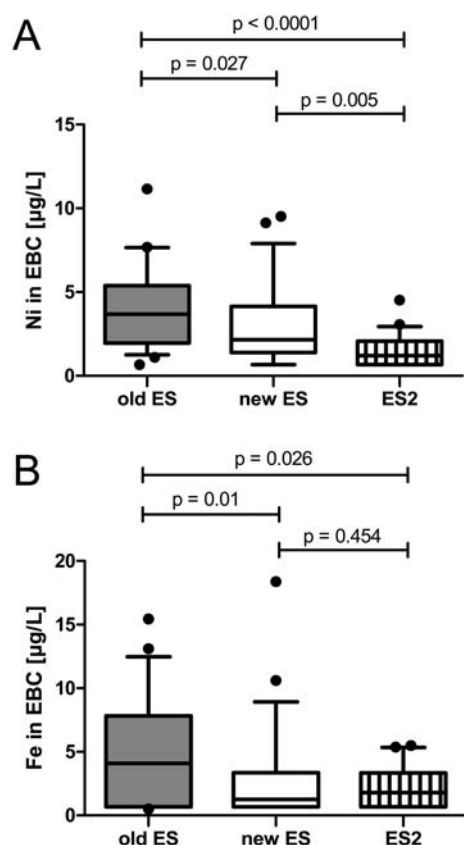 A
p < 0.0001
p = 0.027
p = 0.005
15
10
5
0
Ni in EBC [µg/L]
old ES new ES ES2
B
p = 0.026
p = 0.01
p = 0.454
20
15
10
5
0
Fe in EBC [µg/L]
old ES new ES ES2